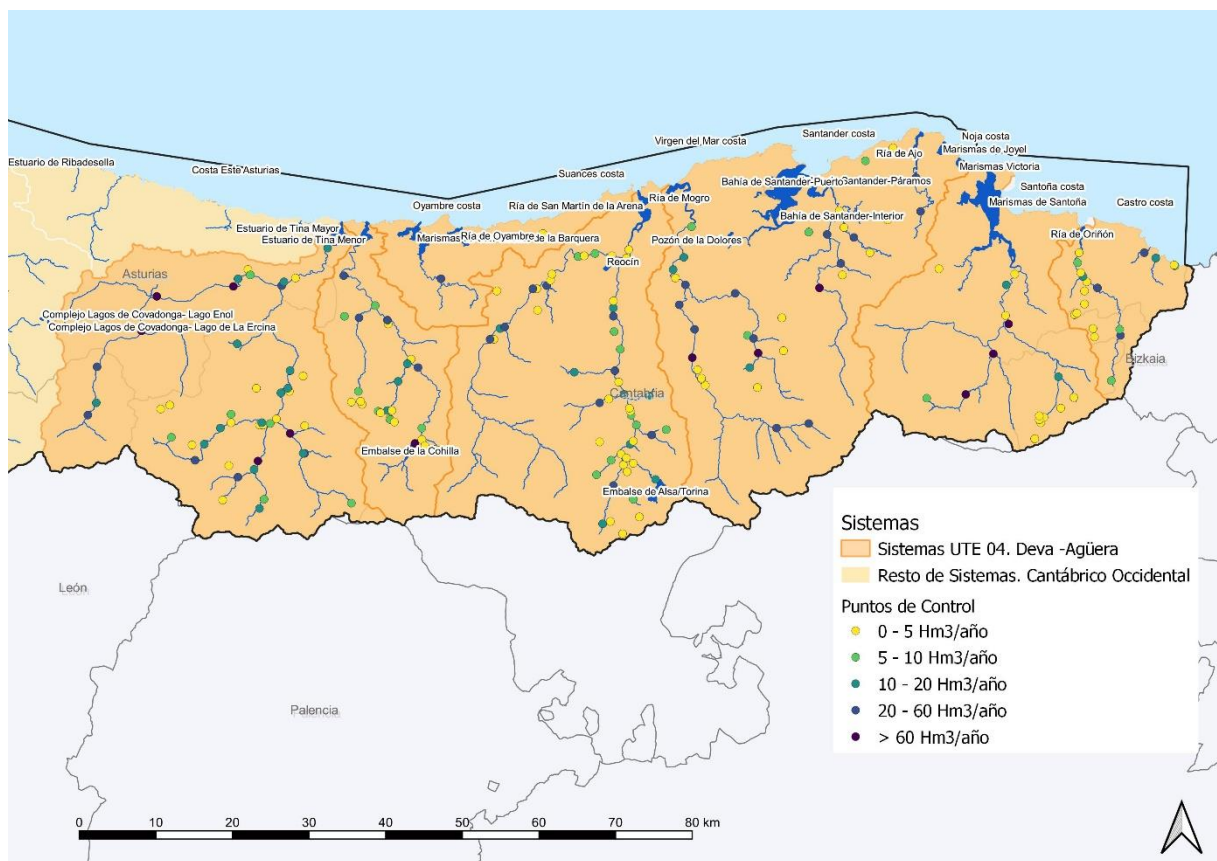 Santander costa
Virgen del Mar costa
Noja costa
Marismas de Joyel
Ría de Ajo
Estuario de Ribadesella
Marismas Victoria
Costa Este Asturias
Suances costa
Bahía de Santander-Puerto
Santander-Páramos
Santoña costa
Ría de Mogro
Marismas de Santoña
Castro costa
Oyambre costa
Ría de San Martín de la Arena
Bahía de Santander-Interior
Estuario de Tina Mayor
Estuario de Tina Menor
Marismas
Ría de Oyambre
de la Barquera
Pozón de la Dolores
Ría de Oriñón
Reocín
Asturias
Complejo Lagos de Covadonga- Lago Enol
Complejo Lagos de Covadonga- Lago de La Ercina
Bizkaia
Cantabria
Embalse de la Cohilla
Embalse de Alsa/Torina
León
Palencia
Sistemas
Sistemas UTE 04. Deva -Agüera
Resto de Sistemas. Cantábrico Occidental
Puntos de Control
0 - 5 Hm3/año
5 - 10 Hm3/año
10 - 20 Hm3/año
20 - 60 Hm3/año
> 60 Hm3/año
0 10 20 30 40 50 60 70 80 km